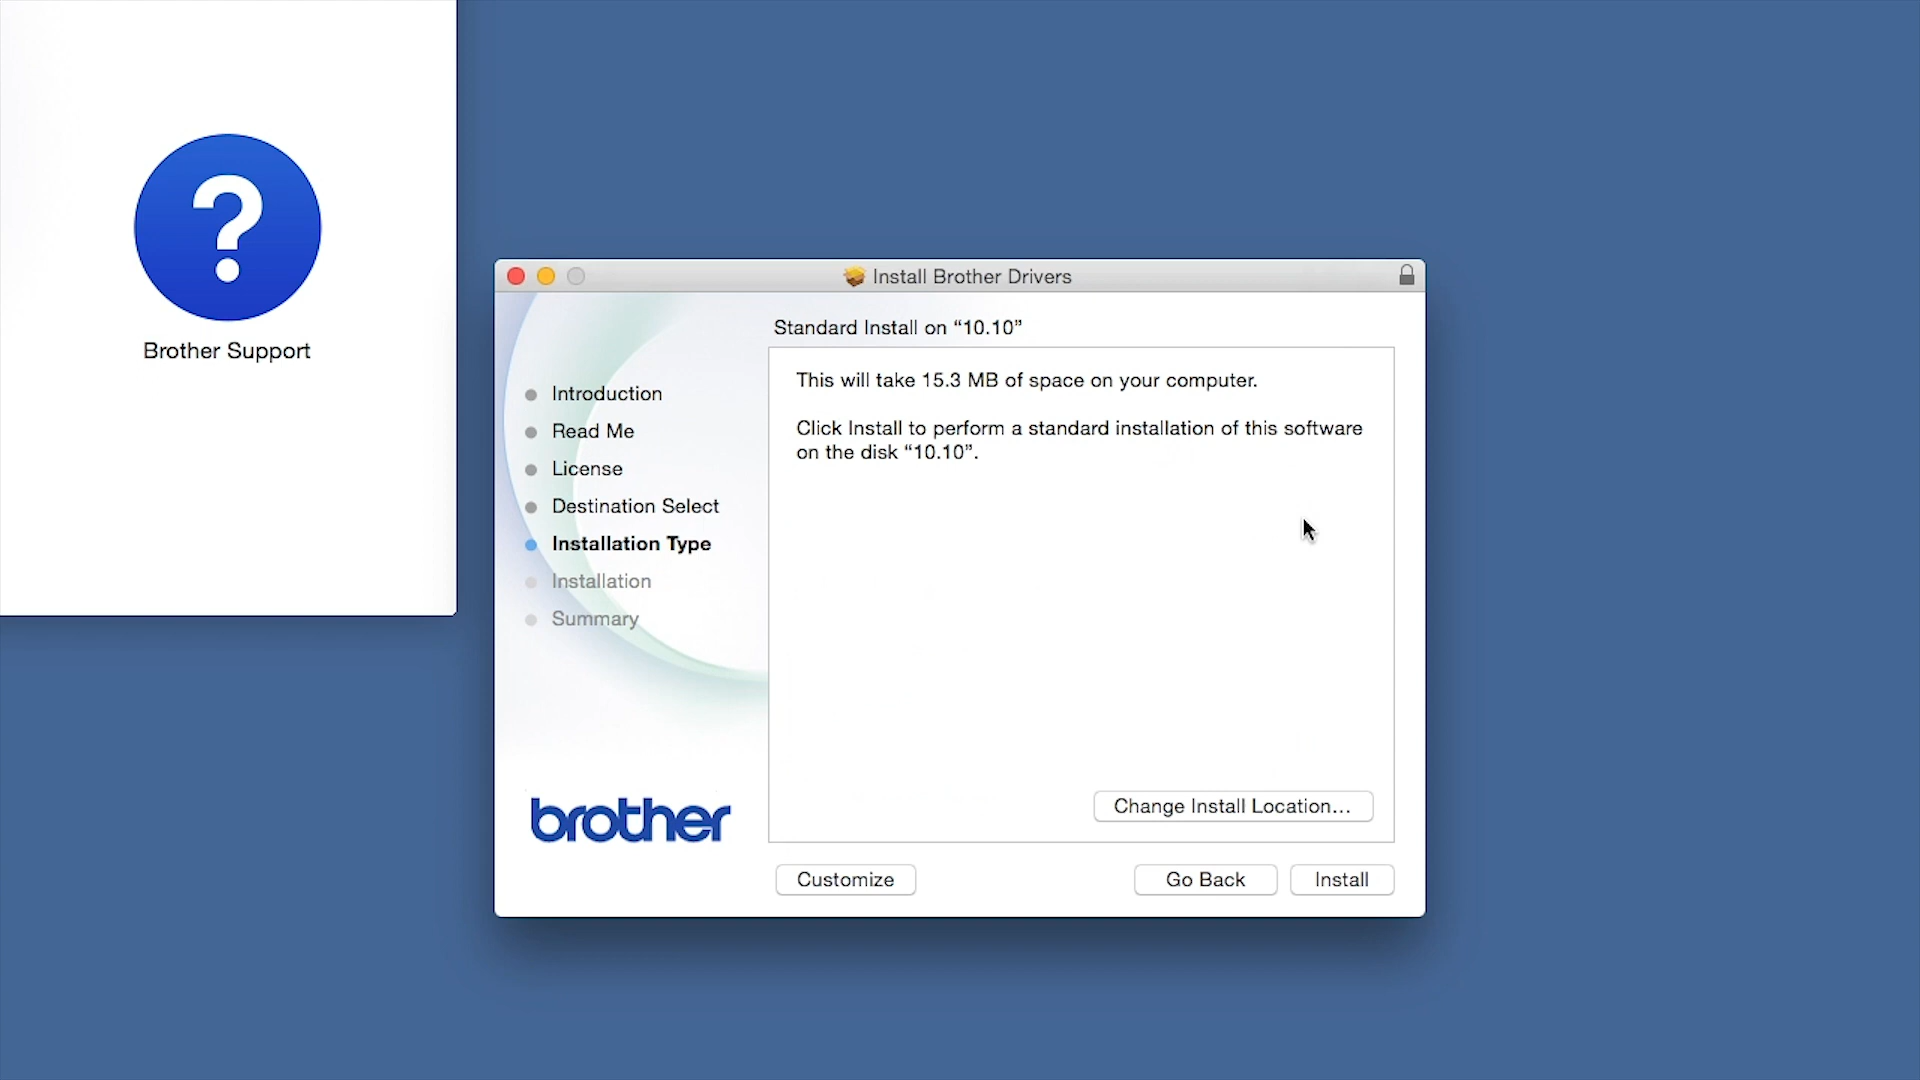 ?
Brother Support
Install Brother Drivers
Standard Install on “10.10”
Introduction
Read Me
License
Destination Select
Installation Type
Installation
Summary
This will take 15.3 MB of space on your computer.
Click Install to perform a standard installation of this software
on the disk “10.10”.
Change Install Location...
brother
Customize
Go Back
Install